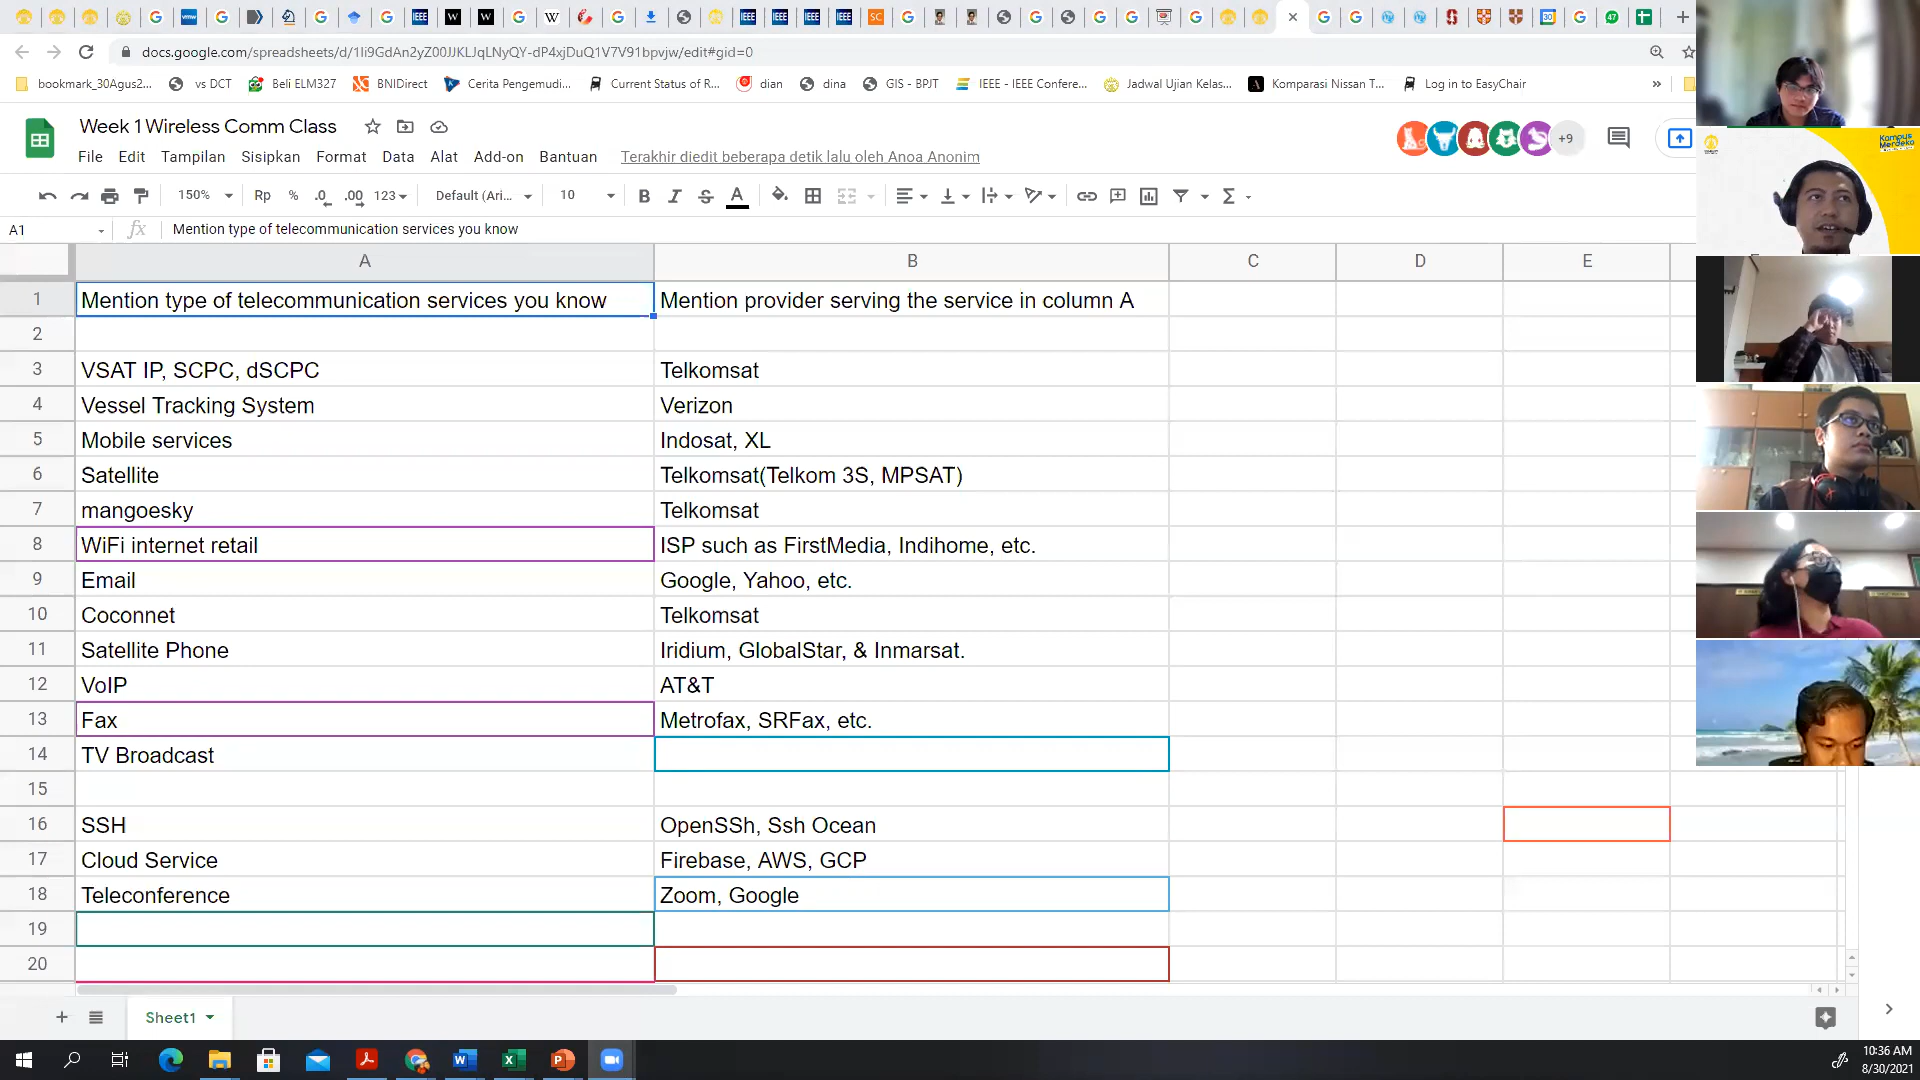 docs.google.com/spreadsheets/d/1Ii9GdAn2yZ00JJKLJqLNyQY-dP4xjDuQ1V7V91bpvjw/edit#gid=0
bookmark_30Agus2... vs DCT Beli ELM327 BNIDirect Cerita Pengemudi... Current Status of R... dian dina GIS - BPJT IEEE - IEEE Confere... Jadwal Ujian Kelas... Komparasi Nissan T... Log in to EasyChair »
Week 1 Wireless Comm Class
+9
File Edit Tampilan Sisipkan Format Data Alat Add-on Bantuan Terakhir diedit beberapa detik lalu oleh Anoa Anonim
150% Rp % .0 .00 123 Default (Ari... 10 B I S A
A1 fx Mention type of telecommunication services you know
A B C D E
1 Mention type of telecommunication services you know Mention provider serving the service in column A
2
3 VSAT IP, SCPC, dSCPC Telkomsat
4 Vessel Tracking System Verizon
5 Mobile services Indosat, XL
6 Satellite Telkomsat(Telkom 3S, MPSAT)
7 mangoesky Telkomsat
8 WiFi internet retail ISP such as FirstMedia, Indihome, etc.
9 Email Google, Yahoo, etc.
10 Coconnet Telkomsat
11 Satellite Phone Iridium, GlobalStar, & Inmarsat.
12 VoIP AT&T
13 Fax Metrofax, SRFax, etc.
14 TV Broadcast
15
16 SSH OpenSSh, Ssh Ocean
17 Cloud Service Firebase, AWS, GCP
18 Teleconference Zoom, Google
19
20
Sheet1
10:36 AM
8/30/2021
Kampus
Merdeka